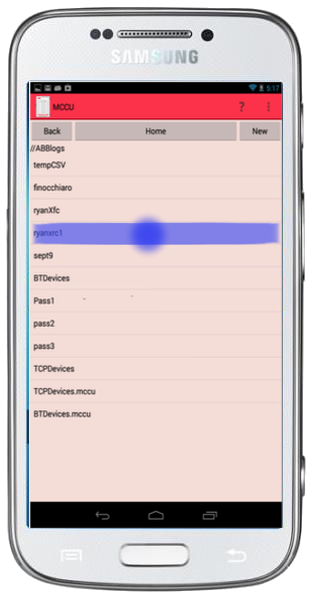 SAMSUNG
5:17
MCCU ?
Back Home New
//ABBlogs
tempCSV
finocchiaro
ryanXfc
ryanxrc1
sept9
BTDevices
Pass1
pass2
pass3
TCPDevices
TCPDevices.mccu
BTDevices.mccu